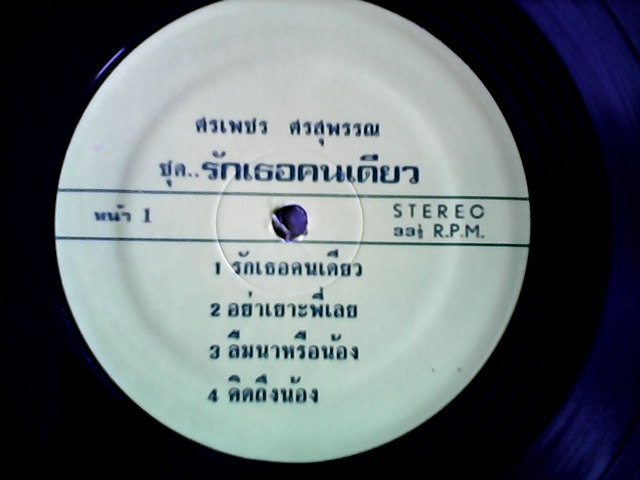 ศรเพชร ศรสุพรรณ
ชุด..รักเธอคนเดียว
หน้า 1
STEREO
33⅓ R.P.M.
1 รักเธอคนเดียว
2 อย่าเยาะพี่เลย
3 ลืมนาหรือน้อง
4 คิดถึงน้อง